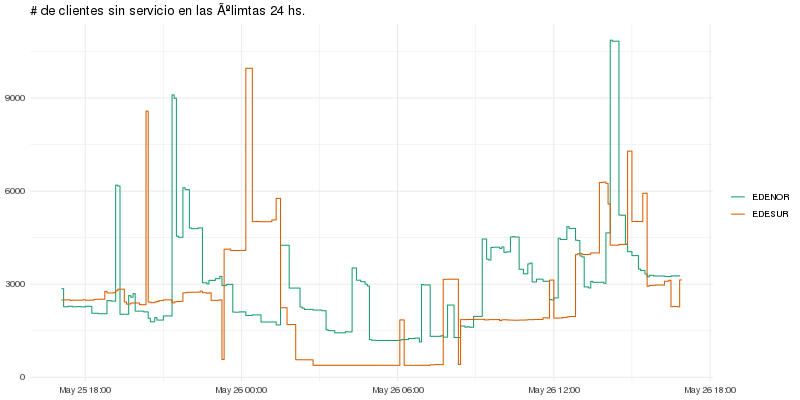 # de clientes sin servicio en las Ãºlimtas 24 hs.
9000
6000
3000
0
May 25 18:00
May 26 00:00
May 26 06:00
May 26 12:00
May 26 18:00
EDENOR
EDESUR